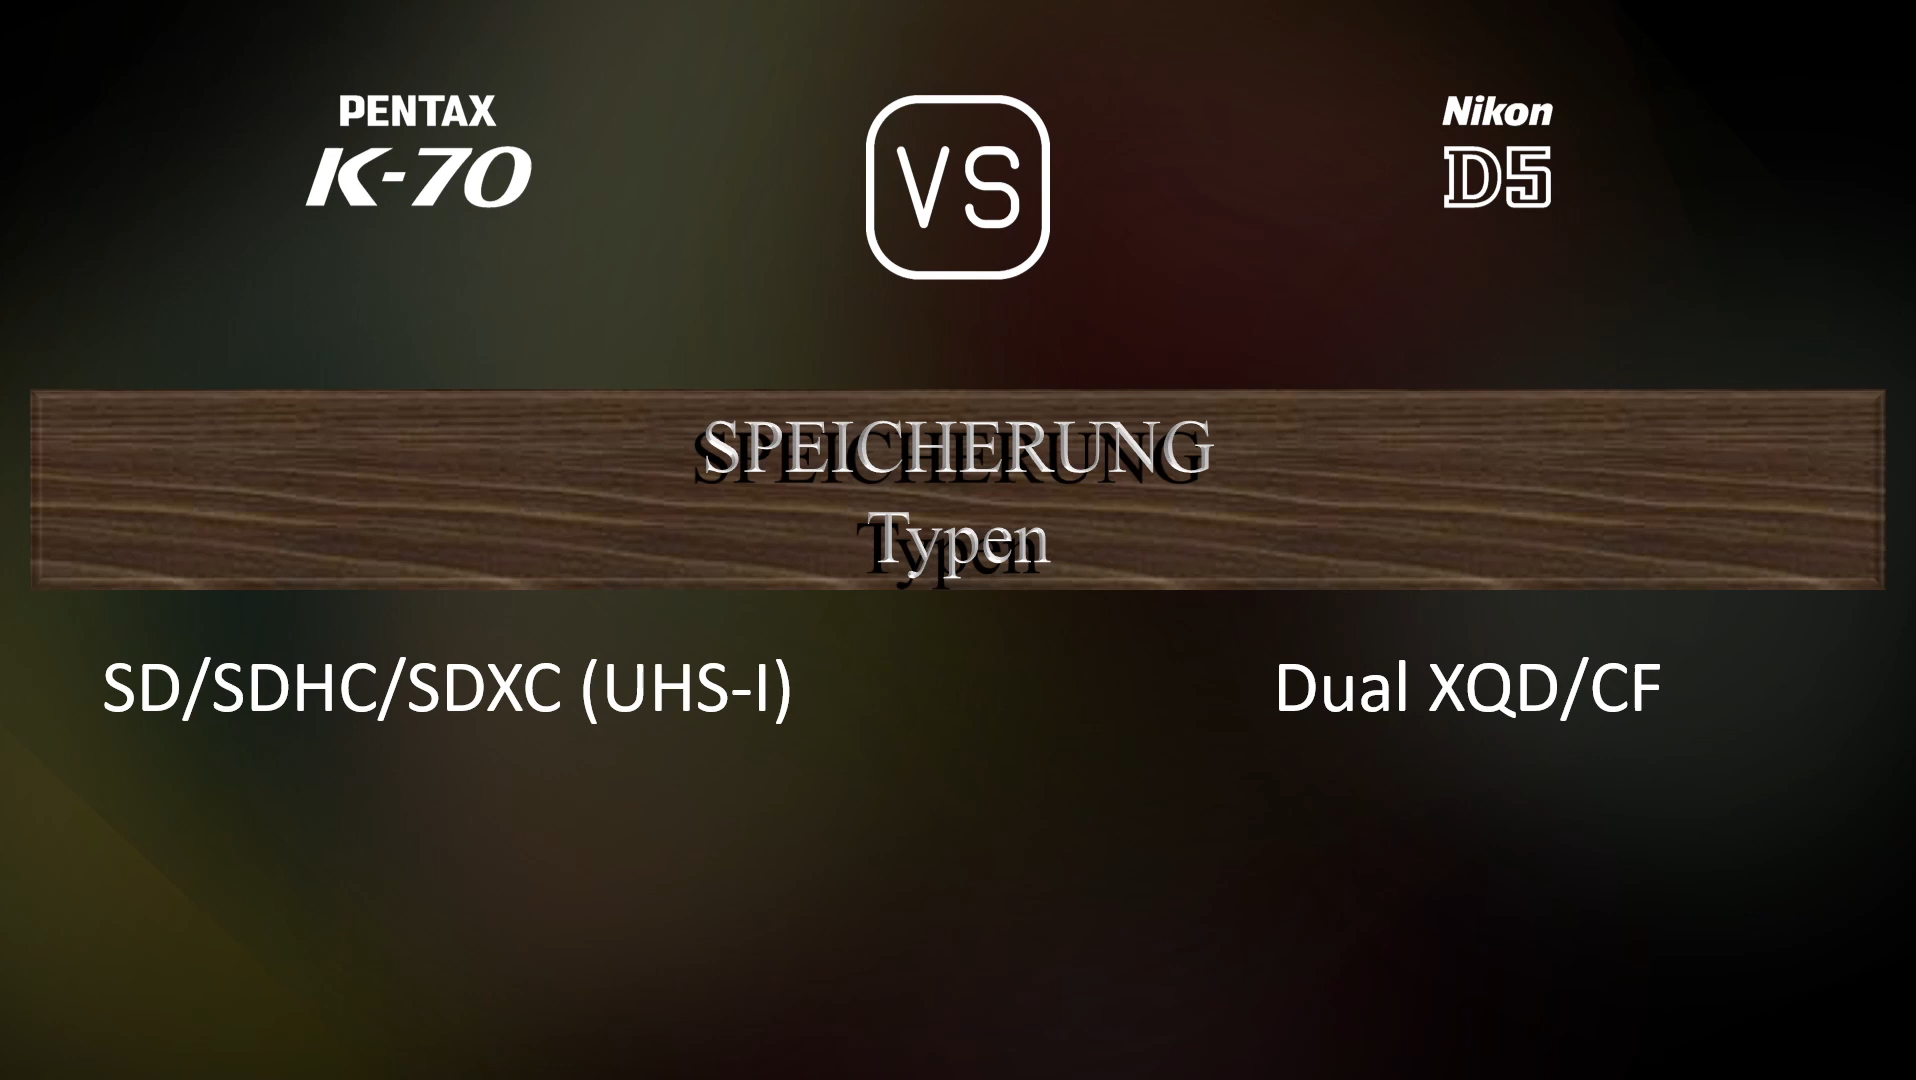 PENTAX
K-70
VS
Nikon
D5
SPEICHERUNG
Typen
SD/SDHC/SDXC (UHS-I)
Dual XQD/CF